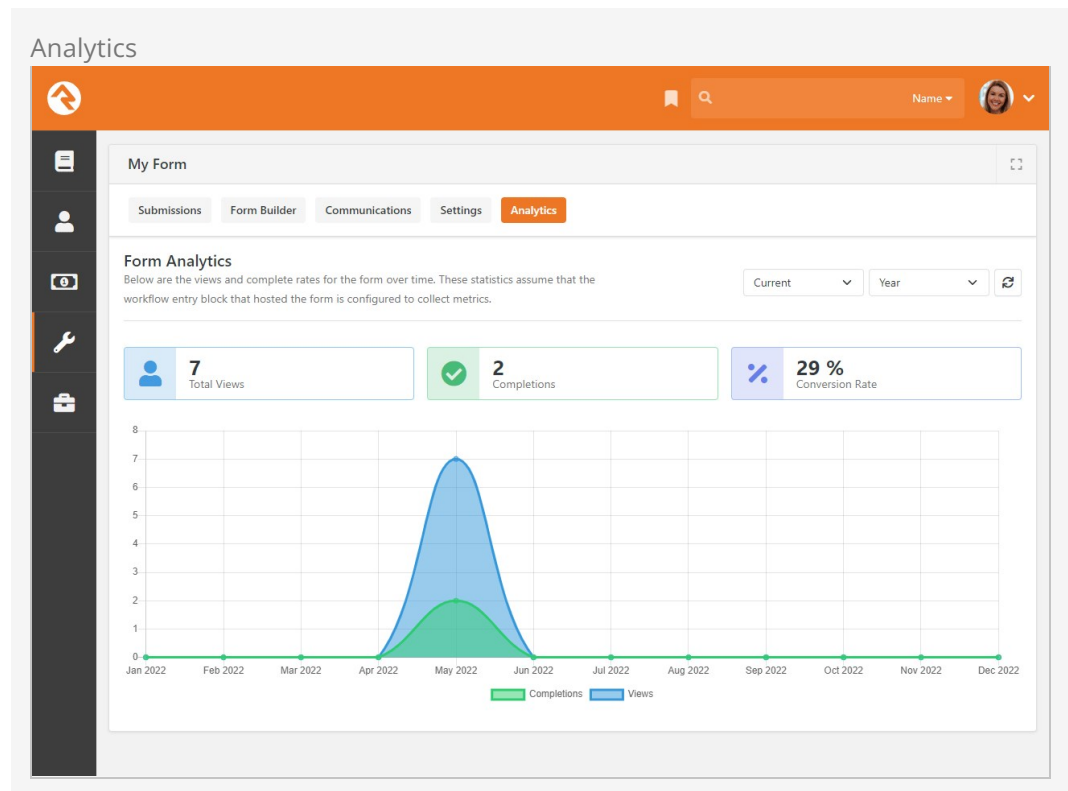 Analytics
Name
My Form
Submissions Form Builder Communications Settings Analytics
Form Analytics
Below are the views and complete rates for the form over time. These statistics assume that the
workflow entry block that hosted the form is configured to collect metrics.
Current Year
7
Total Views
2
Completions
29 %
Conversion Rate
8
7
6
5
4
3
2
1
0
Jan 2022 Feb 2022 Mar 2022 Apr 2022 May 2022 Jun 2022 Jul 2022 Aug 2022 Sep 2022 Oct 2022 Nov 2022 Dec 2022
Completions Views